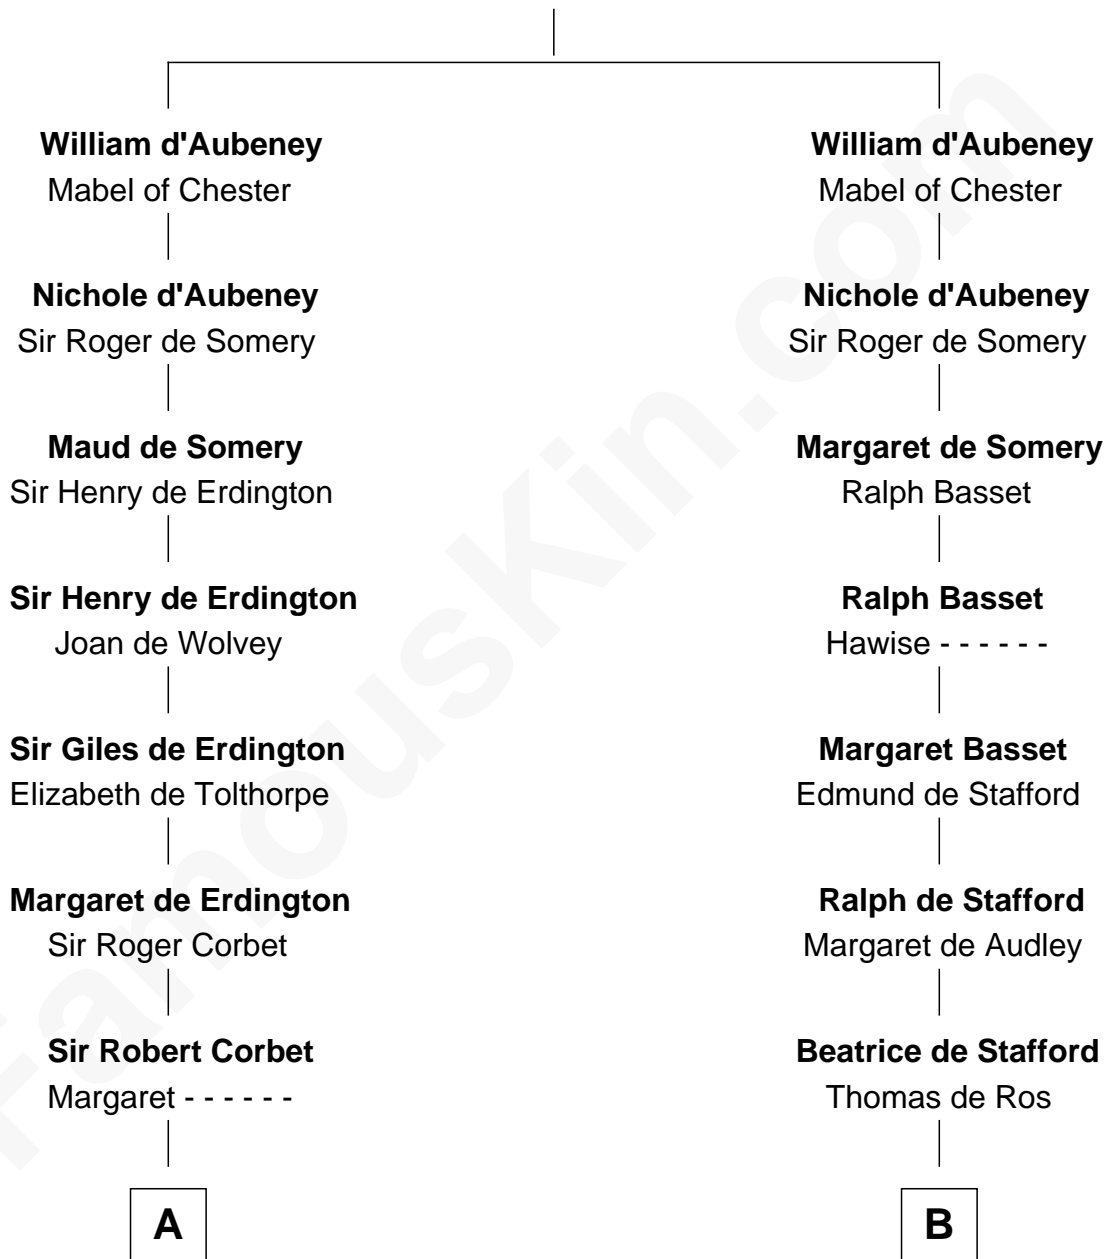 William d'Aubeney
Mabel of Chester
Nichole d'Aubeney
Sir Roger de Somery
Maud de Somery
Sir Henry de Erdington
Sir Henry de Erdington
Joan de Wolvey
Sir Giles de Erdington
Elizabeth de Tolthorpe
Margaret de Erdington
Sir Roger Corbet
Sir Robert Corbet
Margaret - - - - - -
A
William d'Aubeney
Mabel of Chester
Nichole d'Aubeney
Sir Roger de Somery
Margaret de Somery
Ralph Basset
Ralph Basset
Hawise - - - - - -
Margaret Basset
Edmund de Stafford
Ralph de Stafford
Margaret de Audley
Beatrice de Stafford
Thomas de Ros
B
FamousKin.com